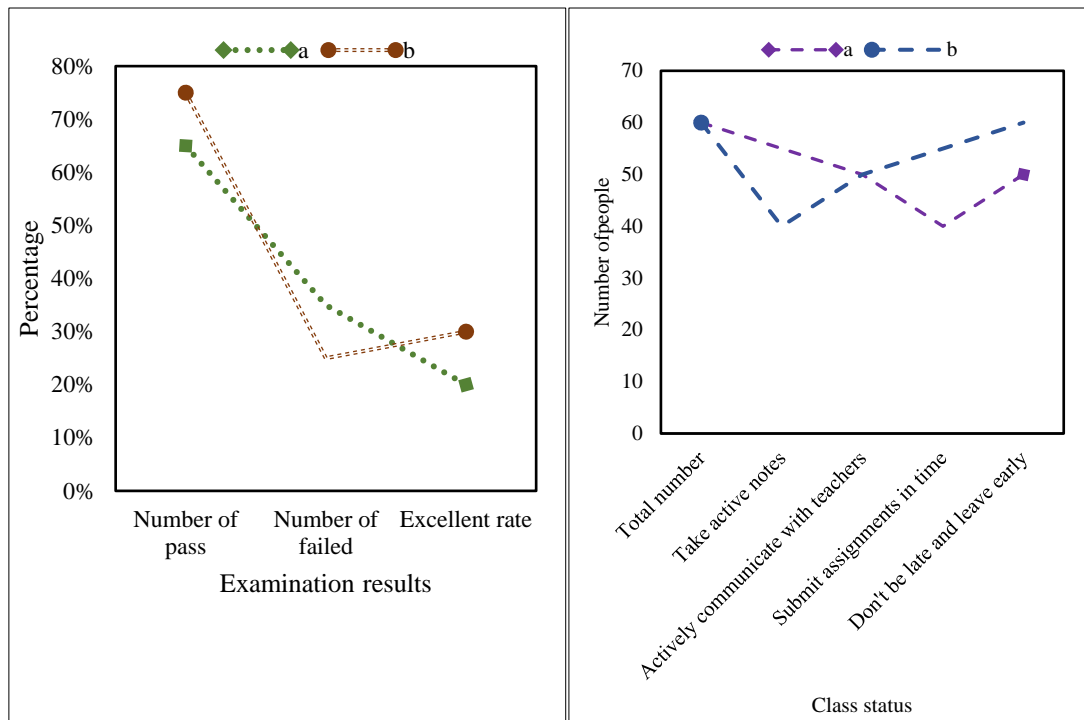 a b
80%
70%
60%
50%
40%
30%
20%
10%
0%
Percentage
Number of
pass
Number of
failed
Excellent rate
Examination results
a b
70
60
50
40
30
20
10
0
Number ofpeople
Total number
Take active notes
Actively communicate with teachers
Submit assignments in time
Don't be late and leave early
Class status